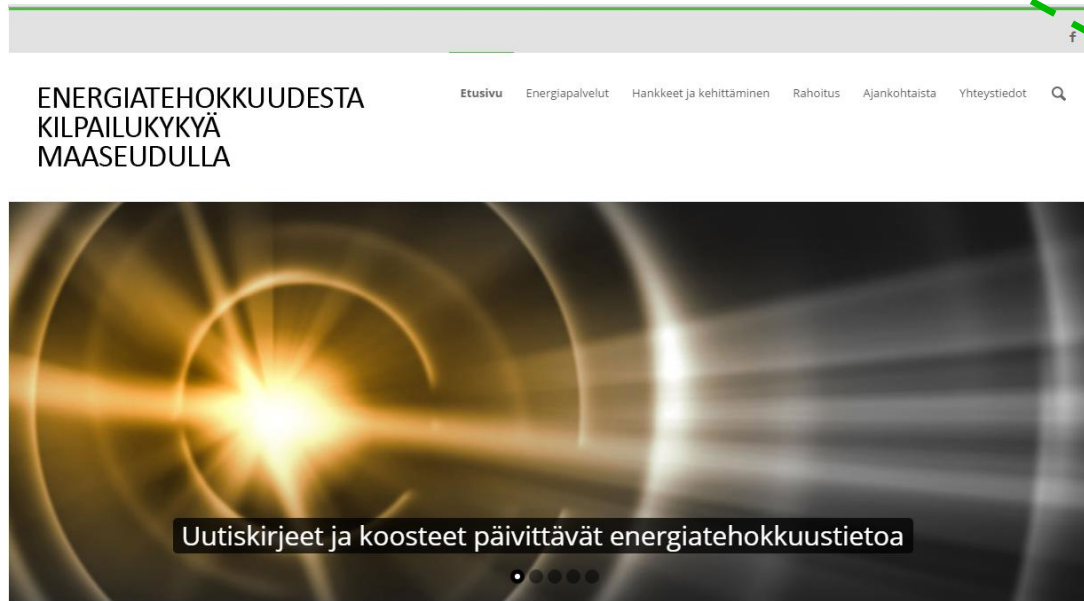 f
ENERGIATEHOKKUUDESTA
KILPAILUKYKYÄ
MAASEUDULLA
Etusivu Energiapalvelut Hankkeet ja kehittäminen Rahoitus Ajankohtaista Yhteystiedot
Uutiskirjeet ja koosteet päivittävät energiatehokkuustietoa